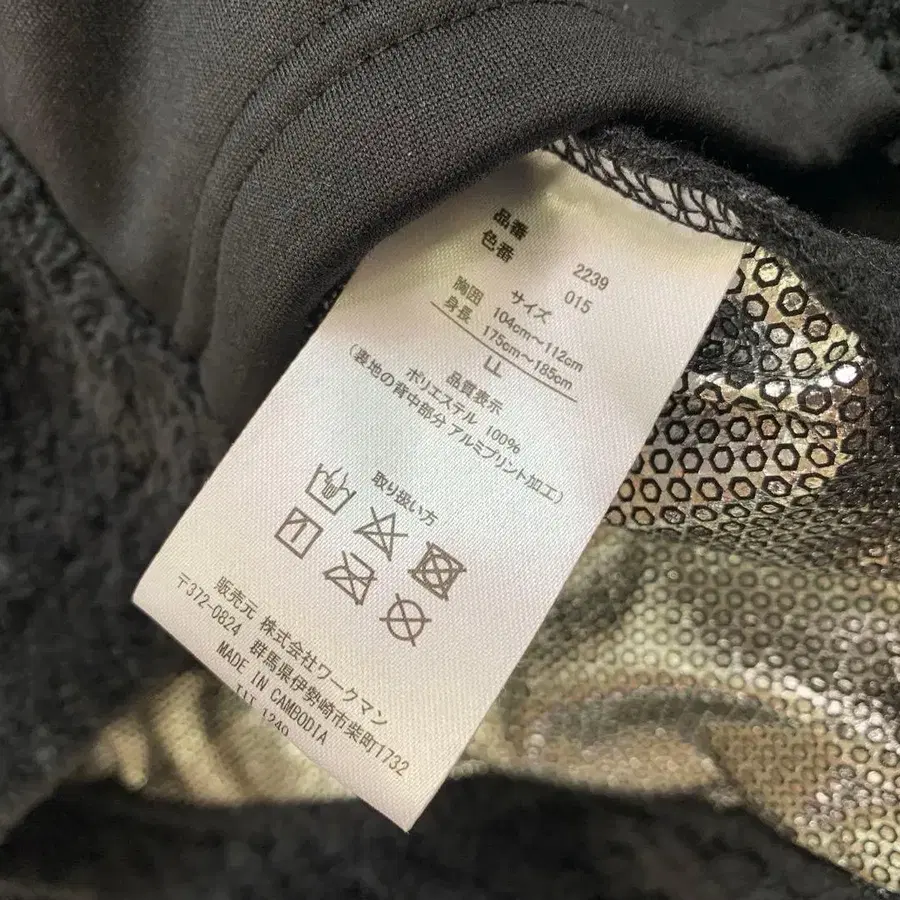 品番 2239
色番 015
サイズ
胸囲 104cm～112cm
身長 175cm～185cm
LL
品質表示
ポリエステル 100%
(裏地の背中部分 アルミプリント加工)
取り扱い方
販売元 株式会社ワークマン
〒372-0824 群馬県伊勢崎市柴町1732
MADE IN CAMBODIA